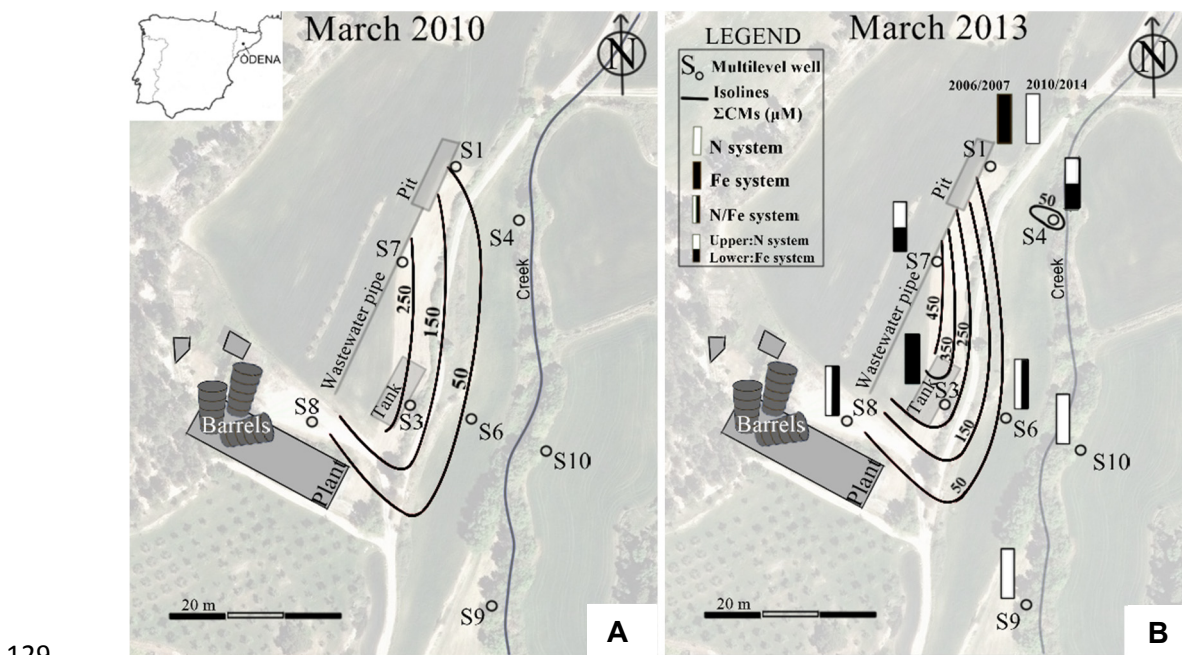 March 2010
ÒDENA
N
S1
Pit
S4
S7
Creek
Wastewater pipe
250
150
50
Tank
S3
S8
S6
Barrels
S10
Plant
20 m
S9
A
March 2013
LEGEND
N
S Multilevel well
Isolines
ΣCMs (µM)
N system
Fe system
N/Fe system
Upper:N system
Lower:Fe system
2006/2007 2010/2014
S1
Pit
50
S4
S7
Creek
Wastewater pipe
450
350
250
Tank
S3
S8
150
S6
Barrels
S10
Plant
50
20 m
S9
B
129